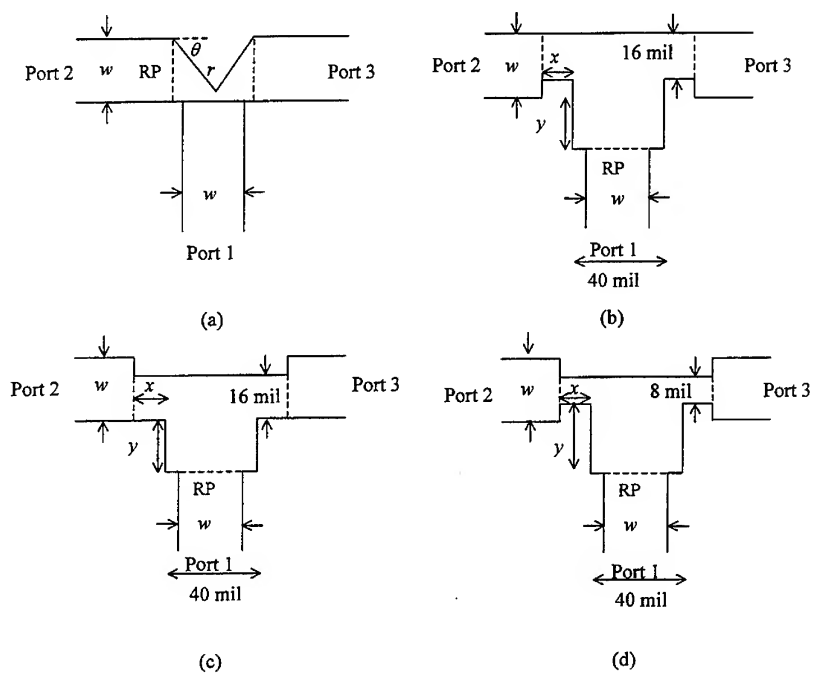 θ
Port 2
w
RP
r
Port 3
w
Port 1
(a)
Port 2
w
x
16 mil
Port 3
y
RP
w
Port 1
40 mil
(b)
Port 2
w
x
16 mil
Port 3
y
RP
w
Port 1
40 mil
(c)
Port 2
w
x
8 mil
Port 3
y
RP
w
Port 1
40 mil
(d)